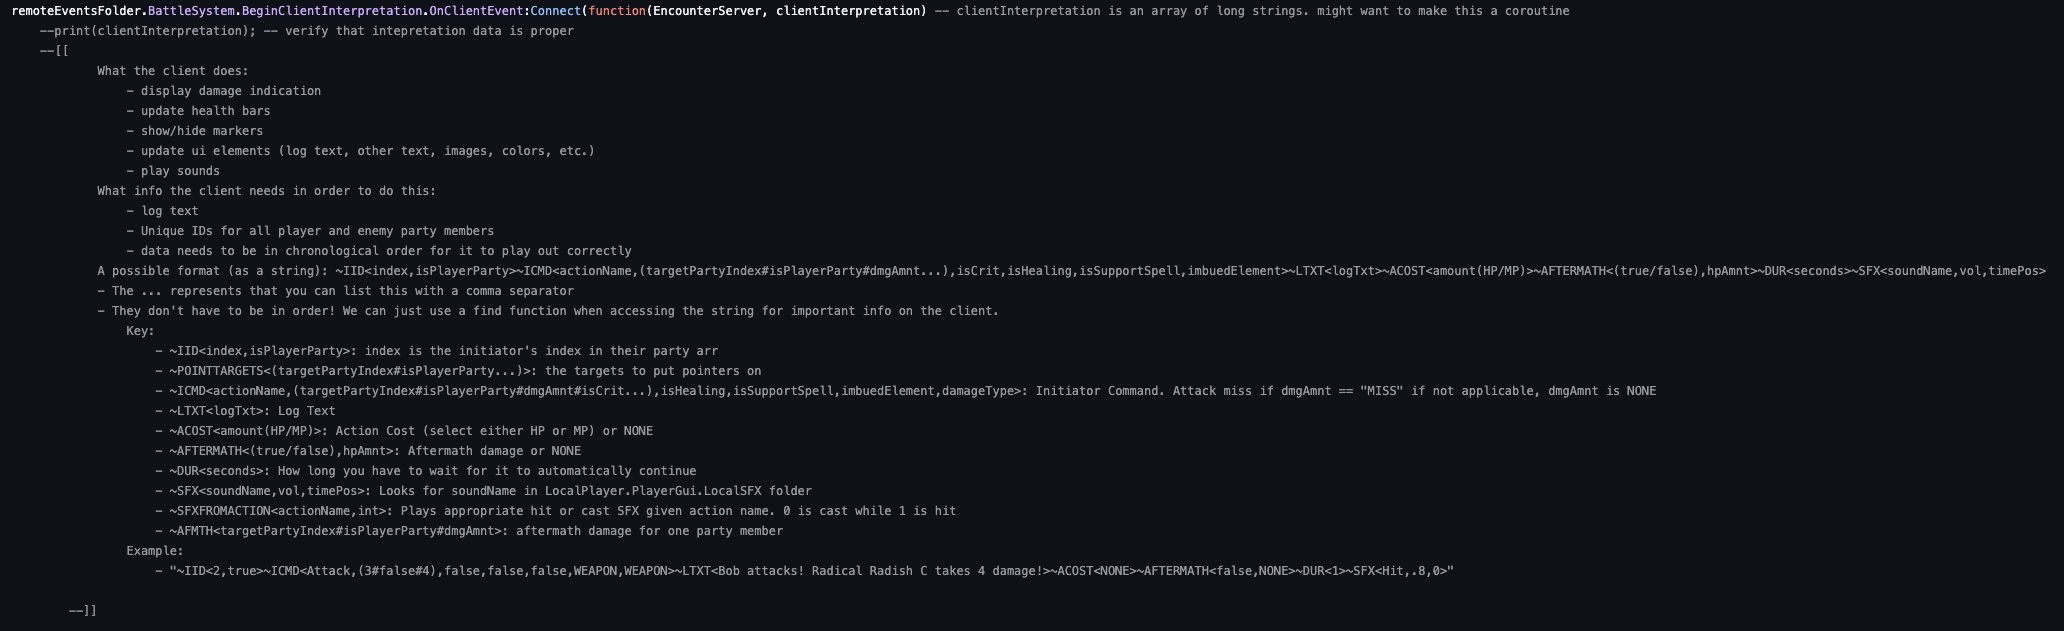 remoteEventsFolder.BattleSystem.BeginClientInterpretation.OnClientEvent:Connect(function(EncounterServer, clientInterpretation) -- clientInterpretation is an array of long strings. might want to make this a coroutine
--print(clientInterpretation); -- verify that intepretation data is proper
--[[
What the client does:
- display damage indication
- update health bars
- show/hide markers
- update ui elements (log text, other text, images, colors, etc.)
- play sounds
What info the client needs in order to do this:
- log text
- Unique IDs for all player and enemy party members
- data needs to be in chronological order for it to play out correctly
A possible format (as a string): ~IID<index,isPlayerParty>~ICMD<actionName,(targetPartyIndex#isPlayerParty#dmgAmnt...),isCrit,isHealing,isSupportSpell,imbuedElement>~LTXT<logTxt>~ACOST<amount(HP/MP)>~AFTERMATH<(true/false),hpAmnt>~DUR<seconds>~SFX<soundName,vol,timePos>
- The ... represents that you can list this with a comma separator
- They don't have to be in order! We can just use a find function when accessing the string for important info on the client.
Key:
- ~IID<index,isPlayerParty>: index is the initiator's index in their party arr
- ~POINTTARGETS<(targetPartyIndex#isPlayerParty...)>: the targets to put pointers on
- ~ICMD<actionName,(targetPartyIndex#isPlayerParty#dmgAmnt#isCrit...),isHealing,isSupportSpell,imbuedElement,damageType>: Initiator Command. Attack miss if dmgAmnt == "MISS" if not applicable, dmgAmnt is NONE
- ~LTXT<logTxt>: Log Text
- ~ACOST<amount(HP/MP)>: Action Cost (select either HP or MP) or NONE
- ~AFTERMATH<(true/false),hpAmnt>: Aftermath damage or NONE
- ~DUR<seconds>: How long you have to wait for it to automatically continue
- ~SFX<soundName,vol,timePos>: Looks for soundName in LocalPlayer.PlayerGui.LocalSFX folder
- ~SFXFROMACTION<actionName,int>: Plays appropriate hit or cast SFX given action name. 0 is cast while 1 is hit
- ~AFMTH<targetPartyIndex#isPlayerParty#dmgAmnt>: aftermath damage for one party member
Example:
- "~IID<2,true>~ICMD<Attack,(3#false#4),false,false,false,WEAPON,WEAPON>~LTXT<Bob attacks! Radical Radish C takes 4 damage!>~ACOST<NONE>~AFTERMATH<false,NONE>~DUR<1>~SFX<Hit,.8,0>"
--]]